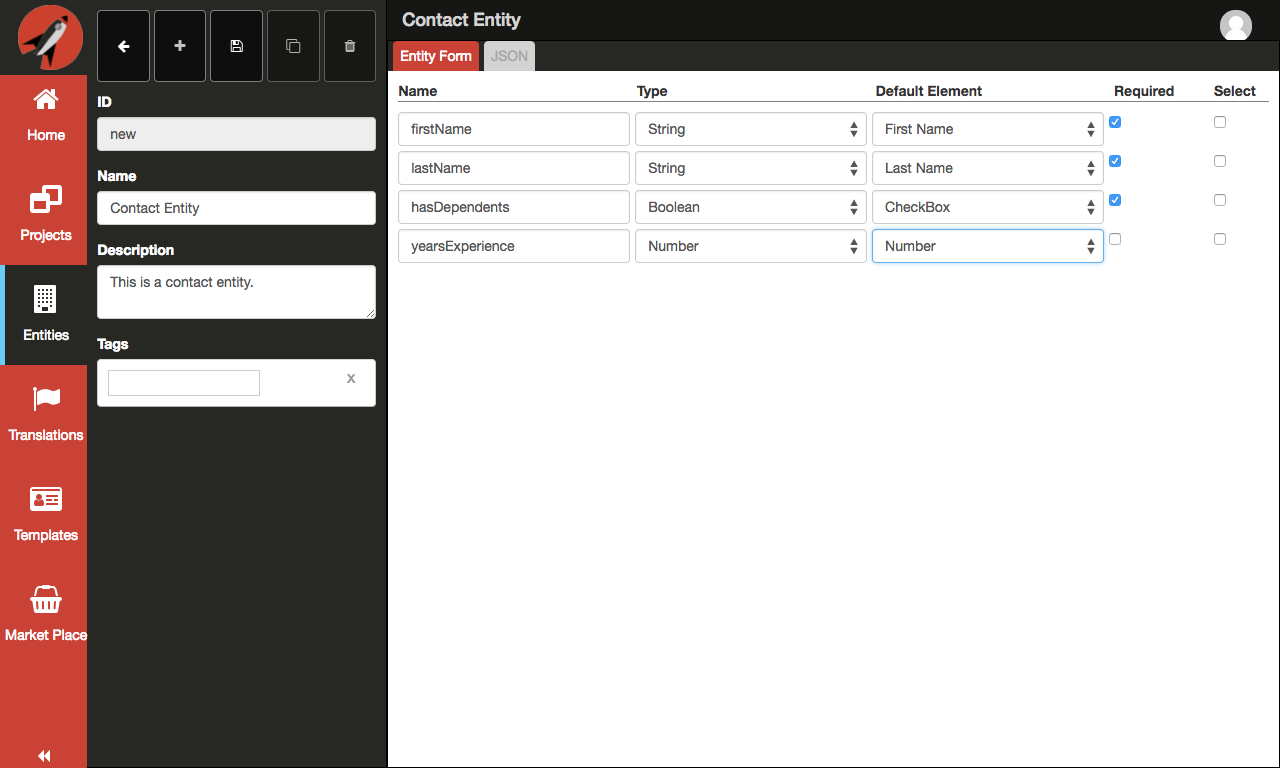 Home
Projects
Entities
Translations
Templates
Market Place
ID
new
Name
Contact Entity
Description
This is a contact entity.
Tags
x
Contact Entity
Entity Form JSON
Name Type Default Element Required Select
firstName String First Name
lastName String Last Name
hasDependents Boolean CheckBox
yearsExperience Number Number